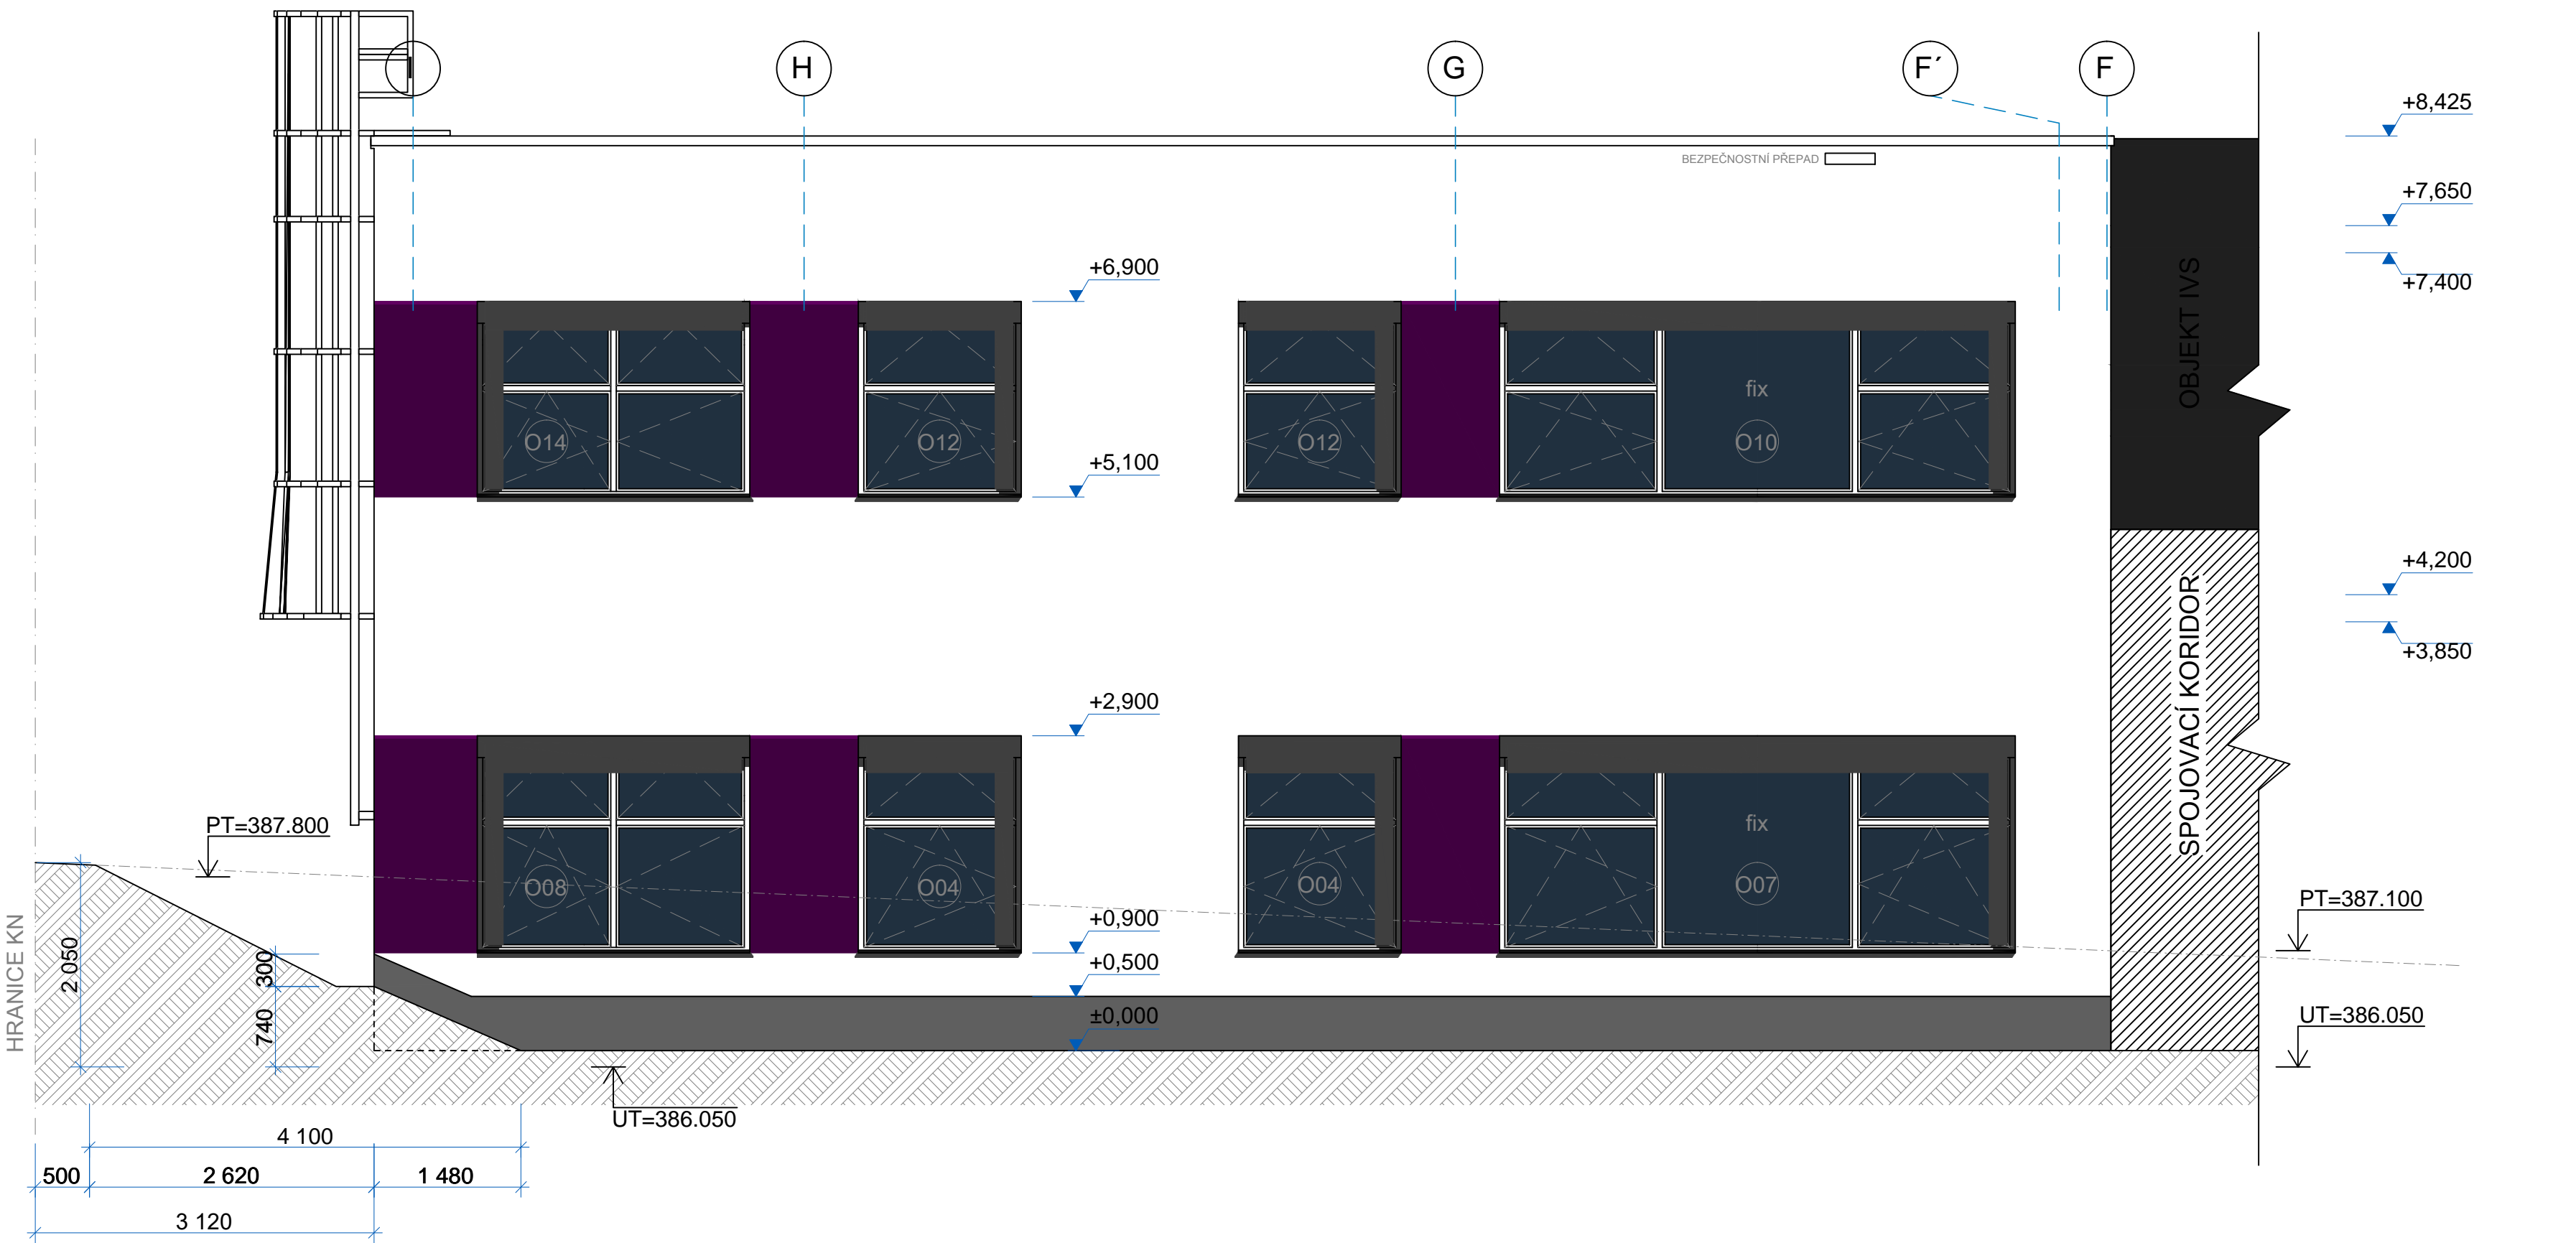 I
H
G
F´
F
+8,425
BEZPEČNOSTNÍ PŘEPAD
+7,650
+7,400
+6,900
OBJEKT IVS
fix
O14
O12
O12
O10
+5,100
+4,200
+3,850
SPOJOVACÍ KORIDOR
+2,900
PT=387.800
fix
O08
O04
O04
O07
+0,900
PT=387.100
HRANICE KN
2 050
300
+0,500
740
±0,000
UT=386.050
UT=386.050
4 100
500
2 620
1 480
3 120